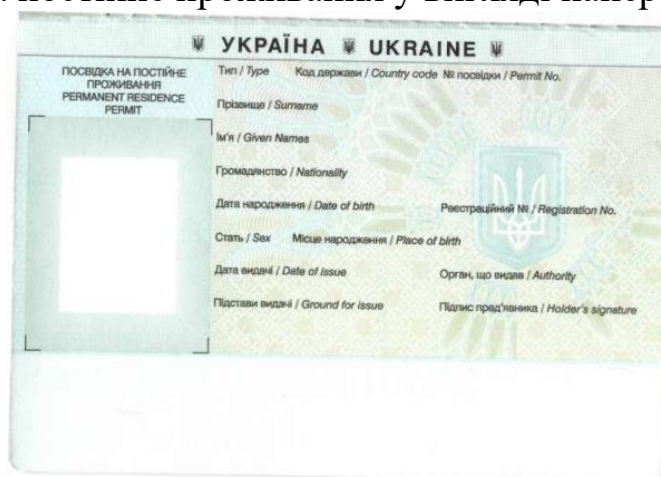 постійне проживання у вигляді
УКРАЇНА UKRAINE
ПОСВІДКА НА ПОСТІЙНЕ
ПРОЖИВАННЯ
PERMANENT RESIDENCE
PERMIT
Тип / Type Код держави / Country code № посвідки / Permit No.
Прізвище / Surname
Ім'я / Given Names
Громадянство / Nationality
Дата народження / Date of birth Реєстраційний № / Registration No.
Стать / Sex Місце народження / Place of birth
Дата видачі / Date of issue Орган, що видав / Authority
Підстави видачі / Ground for issue Підпис пред'явника / Holder's signature